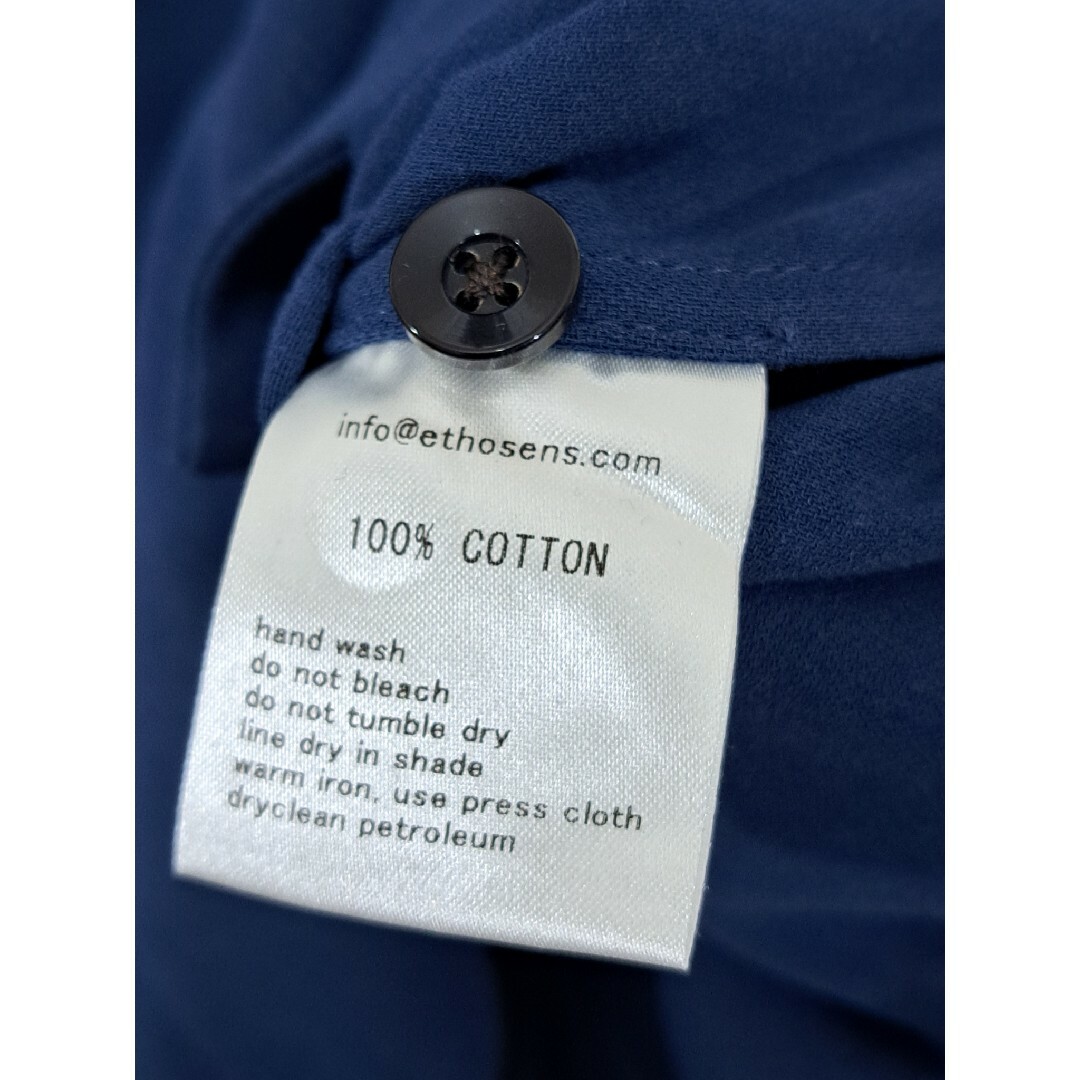 info@ethosens.com
100% COTTON
hand wash
do not bleach
do not tumble dry
line dry in shade
warm iron, use press cloth
dryclean petroleum